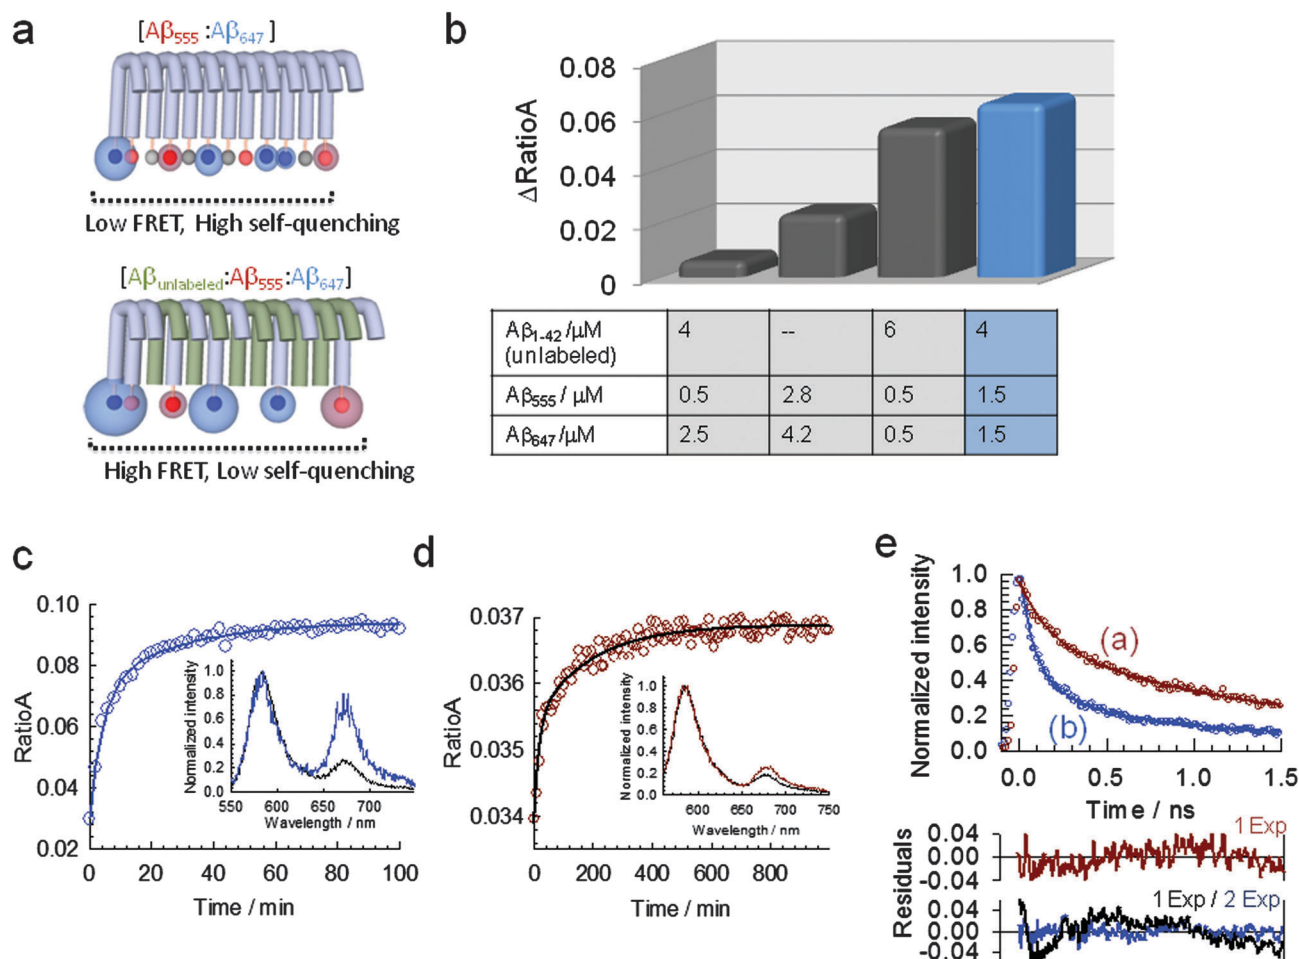 a
[Aβ555 :Aβ647 ]
Low FRET, High self-quenching
[Aβunlabeled:Aβ555:Aβ647]
High FRET, Low self-quenching
b
ΔRatioA
0.08
0.06
0.04
0.02
0
Aβ1-42 /μM (unlabeled) 4 -- 6 4
Aβ555 / μM 0.5 2.8 0.5 1.5
Aβ647 /μM 2.5 4.2 0.5 1.5
c
RatioA
0.10
0.08
0.06
0.04
0.02
0 20 40 60 80 100
Time / min
Normalized intensity
1.0
0.8
0.6
0.4
0.2
0.0
550 600 650 700
Wavelength / nm
d
RatioA
0.037
0.036
0.035
0.034
0 200 400 600 800
Time / min
Normalized intensity
1.0
0.8
0.6
0.4
0.2
0.0
600 650 700 750
Wavelength / nm
e
Normalized intensity
1.0
0.8
0.6
0.4
0.2
0.0
(a)
(b)
0.0 0.5 1.0 1.5
Time / ns
Residuals
1 Exp
0.04
0.00
-0.04
1 Exp / 2 Exp
0.04
0.00
-0.04